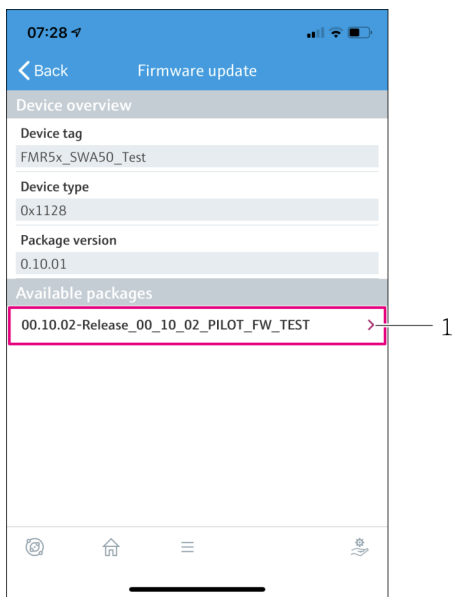 07:28
Back
Firmware update
Device overview
Device tag
FMR5x_SWA50_Test
Device type
0x1128
Package version
0.10.01
Available packages
00.10.02-Release_00_10_02_PILOT_FW_TEST
1